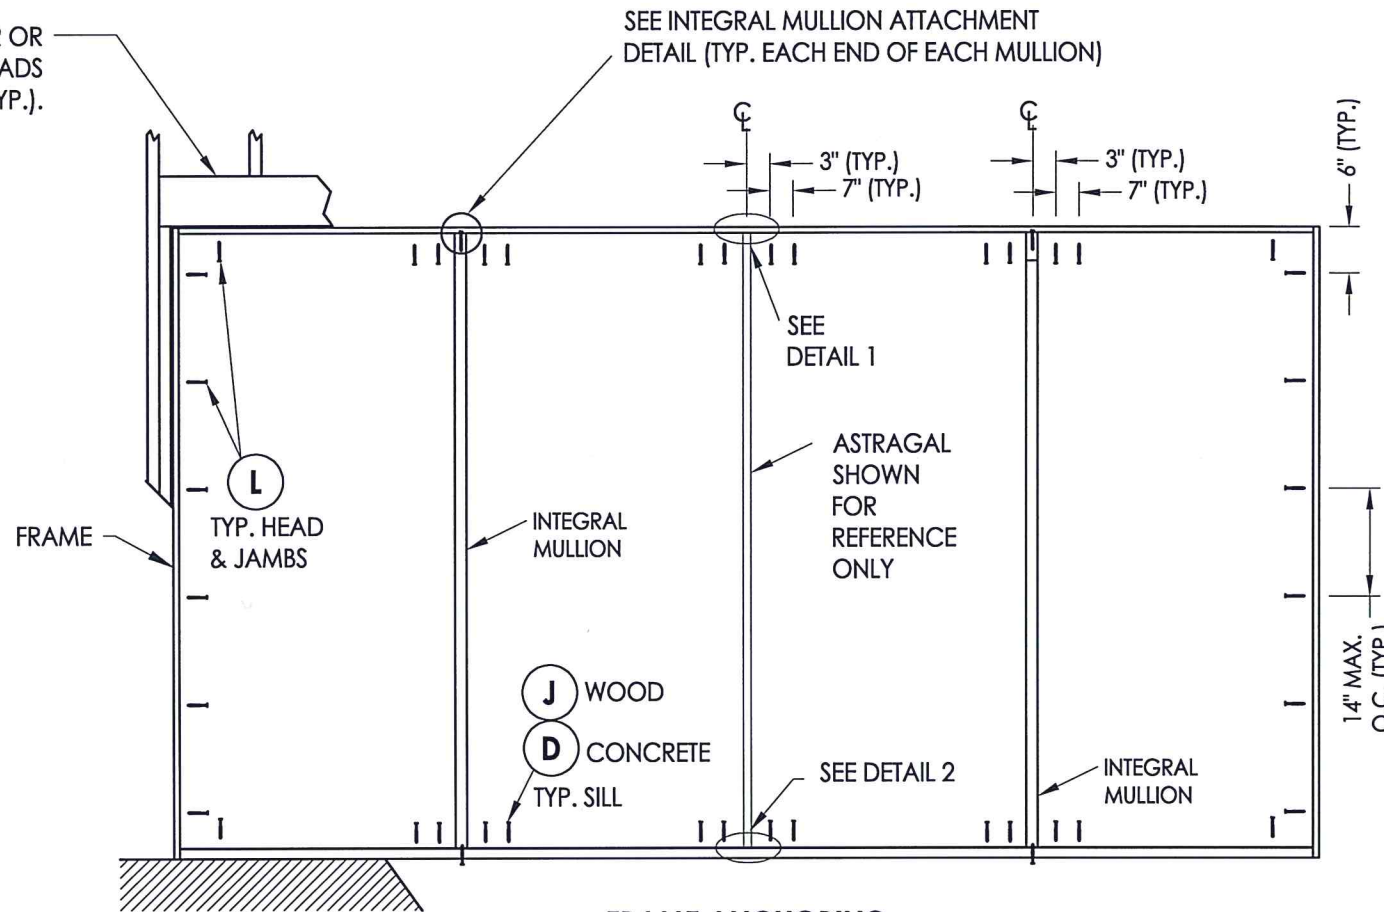 OR
SEE INTEGRAL MULLION ATTACHMENT
DETAIL (TYP. EACH END OF EACH MULLION)
℄
℄
3" (TYP.)
7" (TYP.)
3" (TYP.)
7" (TYP.)
6" (TYP.)
SEE
DETAIL 1
L
TYP. HEAD
& JAMBS
FRAME
INTEGRAL
MULLION
ASTRAGAL
SHOWN
FOR
REFERENCE
ONLY
14" MAX.
O.C. (TYP.)
J WOOD
D CONCRETE
TYP. SILL
SEE DETAIL 2
INTEGRAL
MULLION